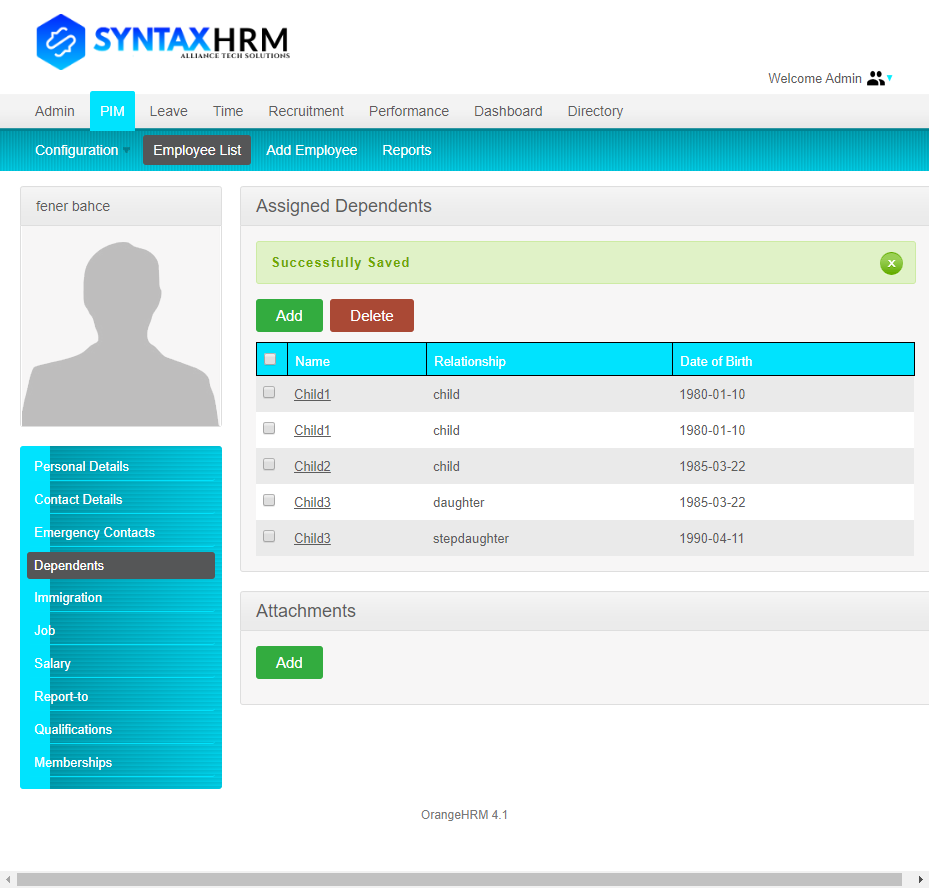 SYNTAXHRM
ALLIANCE TECH SOLUTIONS
Welcome Admin
Admin PIM Leave Time Recruitment Performance Dashboard Directory
Configuration Employee List Add Employee Reports
fener bahce
Personal Details
Contact Details
Emergency Contacts
Dependents
Immigration
Job
Salary
Report-to
Qualifications
Memberships
Assigned Dependents
Successfully Saved
Add Delete
Name Relationship Date of Birth
Child1 child 1980-01-10
Child1 child 1980-01-10
Child2 child 1985-03-22
Child3 daughter 1985-03-22
Child3 stepdaughter 1990-04-11
Attachments
Add
OrangeHRM 4.1